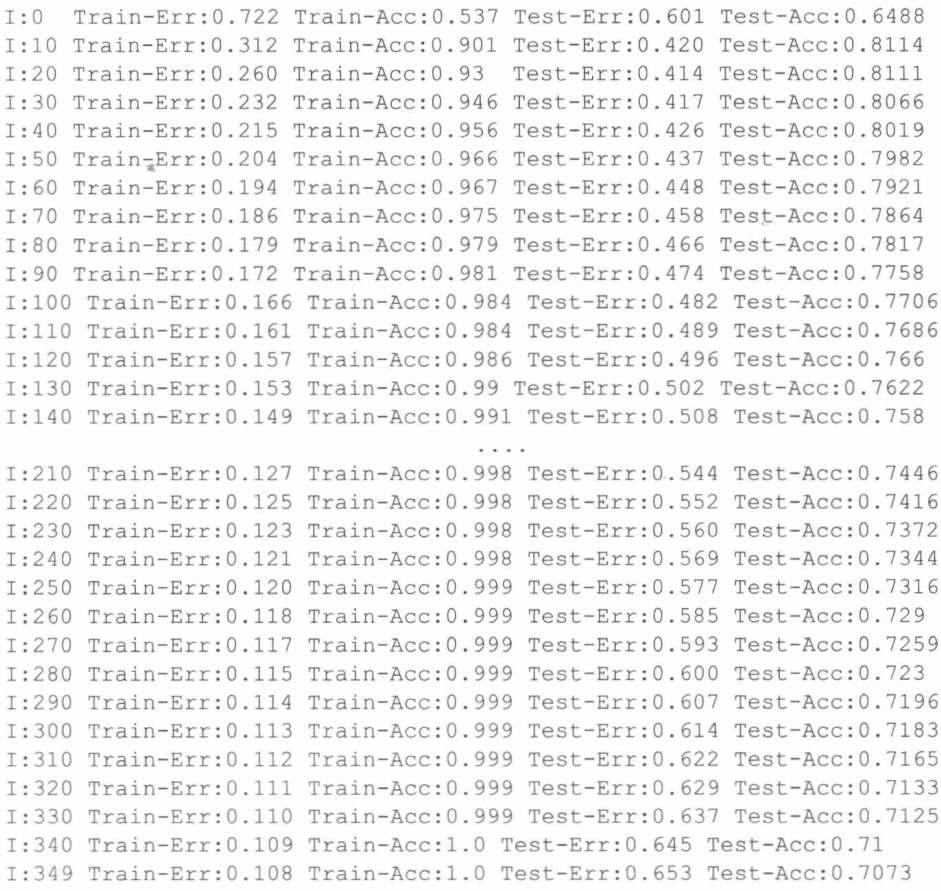 I:0 Train-Err:0.722 Train-Acc:0.537 Test-Err:0.601 Test-Acc:0.6488
I:10 Train-Err:0.312 Train-Acc:0.901 Test-Err:0.420 Test-Acc:0.8114
I:20 Train-Err:0.260 Train-Acc:0.93 Test-Err:0.414 Test-Acc:0.8111
I:30 Train-Err:0.232 Train-Acc:0.946 Test-Err:0.417 Test-Acc:0.8066
I:40 Train-Err:0.215 Train-Acc:0.956 Test-Err:0.426 Test-Acc:0.8019
I:50 Train-Err:0.204 Train-Acc:0.966 Test-Err:0.437 Test-Acc:0.7982
I:60 Train-Err:0.194 Train-Acc:0.967 Test-Err:0.448 Test-Acc:0.7921
I:70 Train-Err:0.186 Train-Acc:0.975 Test-Err:0.458 Test-Acc:0.7864
I:80 Train-Err:0.179 Train-Acc:0.979 Test-Err:0.466 Test-Acc:0.7817
I:90 Train-Err:0.172 Train-Acc:0.981 Test-Err:0.474 Test-Acc:0.7758
I:100 Train-Err:0.166 Train-Acc:0.984 Test-Err:0.482 Test-Acc:0.7706
I:110 Train-Err:0.161 Train-Acc:0.984 Test-Err:0.489 Test-Acc:0.7686
I:120 Train-Err:0.157 Train-Acc:0.986 Test-Err:0.496 Test-Acc:0.766
I:130 Train-Err:0.153 Train-Acc:0.99 Test-Err:0.502 Test-Acc:0.7622
I:140 Train-Err:0.149 Train-Acc:0.991 Test-Err:0.508 Test-Acc:0.758
....
I:210 Train-Err:0.127 Train-Acc:0.998 Test-Err:0.544 Test-Acc:0.7446
I:220 Train-Err:0.125 Train-Acc:0.998 Test-Err:0.552 Test-Acc:0.7416
I:230 Train-Err:0.123 Train-Acc:0.998 Test-Err:0.560 Test-Acc:0.7372
I:240 Train-Err:0.121 Train-Acc:0.998 Test-Err:0.569 Test-Acc:0.7344
I:250 Train-Err:0.120 Train-Acc:0.999 Test-Err:0.577 Test-Acc:0.7316
I:260 Train-Err:0.118 Train-Acc:0.999 Test-Err:0.585 Test-Acc:0.729
I:270 Train-Err:0.117 Train-Acc:0.999 Test-Err:0.593 Test-Acc:0.7259
I:280 Train-Err:0.115 Train-Acc:0.999 Test-Err:0.600 Test-Acc:0.723
I:290 Train-Err:0.114 Train-Acc:0.999 Test-Err:0.607 Test-Acc:0.7196
I:300 Train-Err:0.113 Train-Acc:0.999 Test-Err:0.614 Test-Acc:0.7183
I:310 Train-Err:0.112 Train-Acc:0.999 Test-Err:0.622 Test-Acc:0.7165
I:320 Train-Err:0.111 Train-Acc:0.999 Test-Err:0.629 Test-Acc:0.7133
I:330 Train-Err:0.110 Train-Acc:0.999 Test-Err:0.637 Test-Acc:0.7125
I:340 Train-Err:0.109 Train-Acc:1.0 Test-Err:0.645 Test-Acc:0.71
I:349 Train-Err:0.108 Train-Acc:1.0 Test-Err:0.653 Test-Acc:0.7073